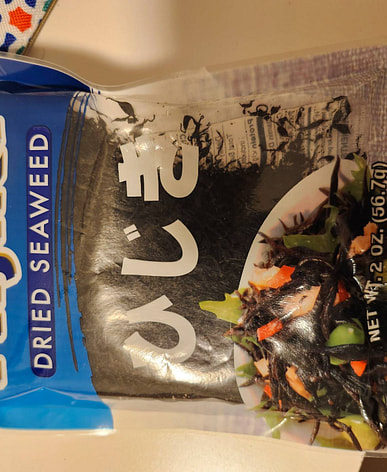 DRIED SEAWEED
ひじき
NET WT. 2 OZ. (56.7g)